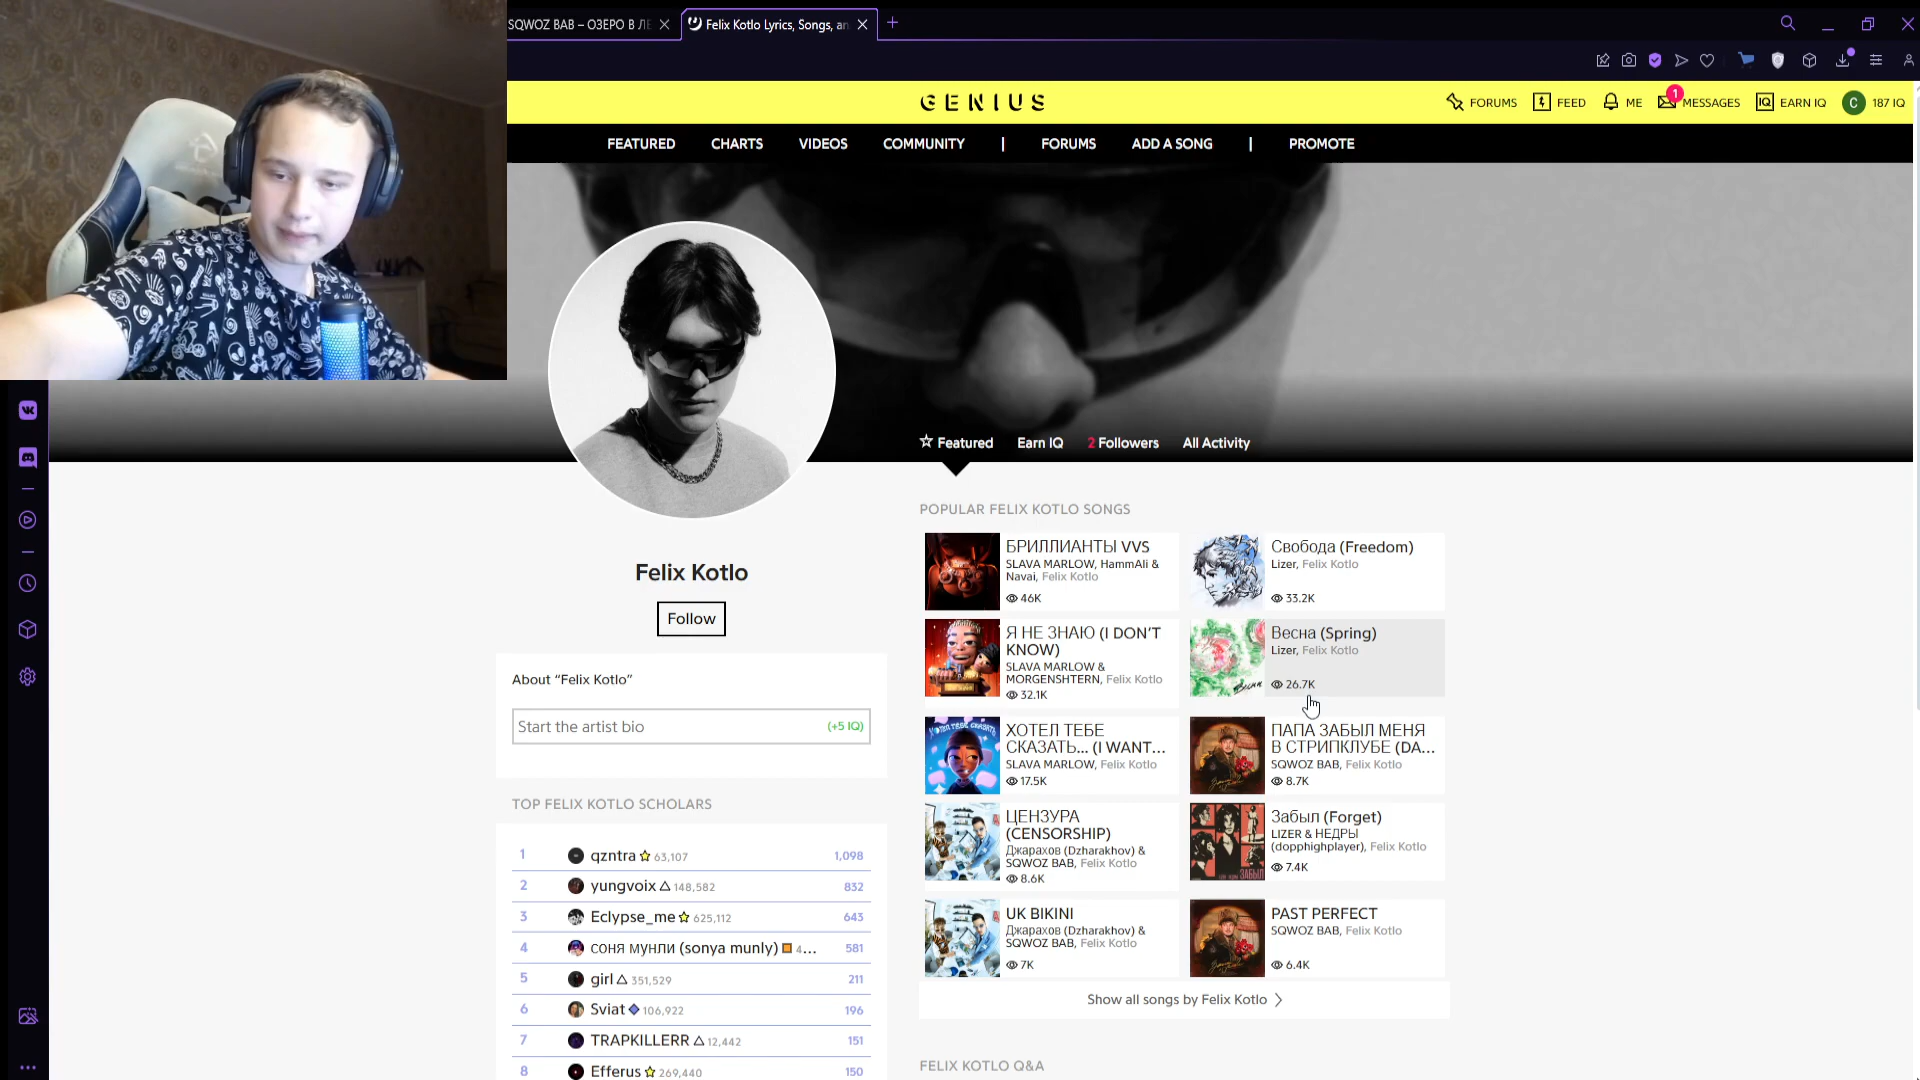 SQWOZ BAB – ОЗЕРО В ЛЕ
Felix Kotlo Lyrics, Songs, an
GENIUS
FORUMS
FEED
ME
1
MESSAGES
IQ
EARN IQ
C
187 IQ
FEATURED
CHARTS
VIDEOS
COMMUNITY
|
FORUMS
ADD A SONG
|
PROMOTE
Featured
Earn IQ
2 Followers
All Activity
Felix Kotlo
Follow
About “Felix Kotlo”
Start the artist bio
(+5 IQ)
TOP FELIX KOTLO SCHOLARS
1 qzntra 63,107 1,098
2 yungvoix 148,582 832
3 Eclypse_me 625,112 643
4 соня мунли (sonya munly) 4... 581
5 girl 351,529 211
6 Sviat 106,922 196
7 TRAPKILLERR 12,442 151
8 Efferus 269,440 150
POPULAR FELIX KOTLO SONGS
БРИЛЛИАНТЫ VVS
SLAVA MARLOW, HammAli &
Navai, Felix Kotlo
46K
Свобода (Freedom)
Lizer, Felix Kotlo
33.2K
Я НЕ ЗНАЮ (I DON’T
KNOW)
SLAVA MARLOW &
MORGENSHTERN, Felix Kotlo
32.1K
Весна (Spring)
Lizer, Felix Kotlo
26.7K
ХОТЕЛ ТЕБЕ
СКАЗАТЬ... (I WANT...
SLAVA MARLOW, Felix Kotlo
17.5K
ПАПА ЗАБЫЛ МЕНЯ
В СТРИПКЛУБЕ (DA...
SQWOZ BAB, Felix Kotlo
8.7K
ЦЕНЗУРА
(CENSORSHIP)
Джарахов (Dzharakhov) &
SQWOZ BAB, Felix Kotlo
8.6K
Забыл (Forget)
LIZER & НЕДРЫ
(dopphighplayer), Felix Kotlo
7.4K
UK BIKINI
Джарахов (Dzharakhov) &
SQWOZ BAB, Felix Kotlo
7K
PAST PERFECT
SQWOZ BAB, Felix Kotlo
6.4K
Show all songs by Felix Kotlo
FELIX KOTLO Q&A